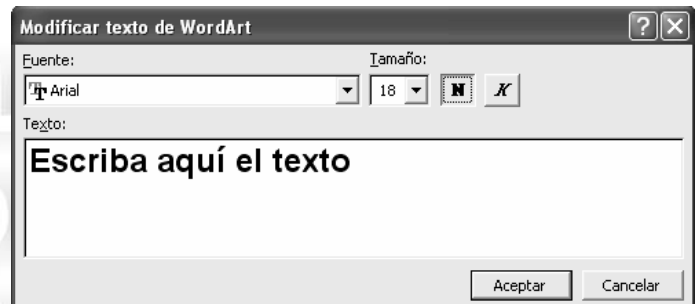 Modificar texto de WordArt
Fuente: Tamaño:
Arial 18 N K
Texto:
Escriba aquí el texto
Aceptar Cancelar